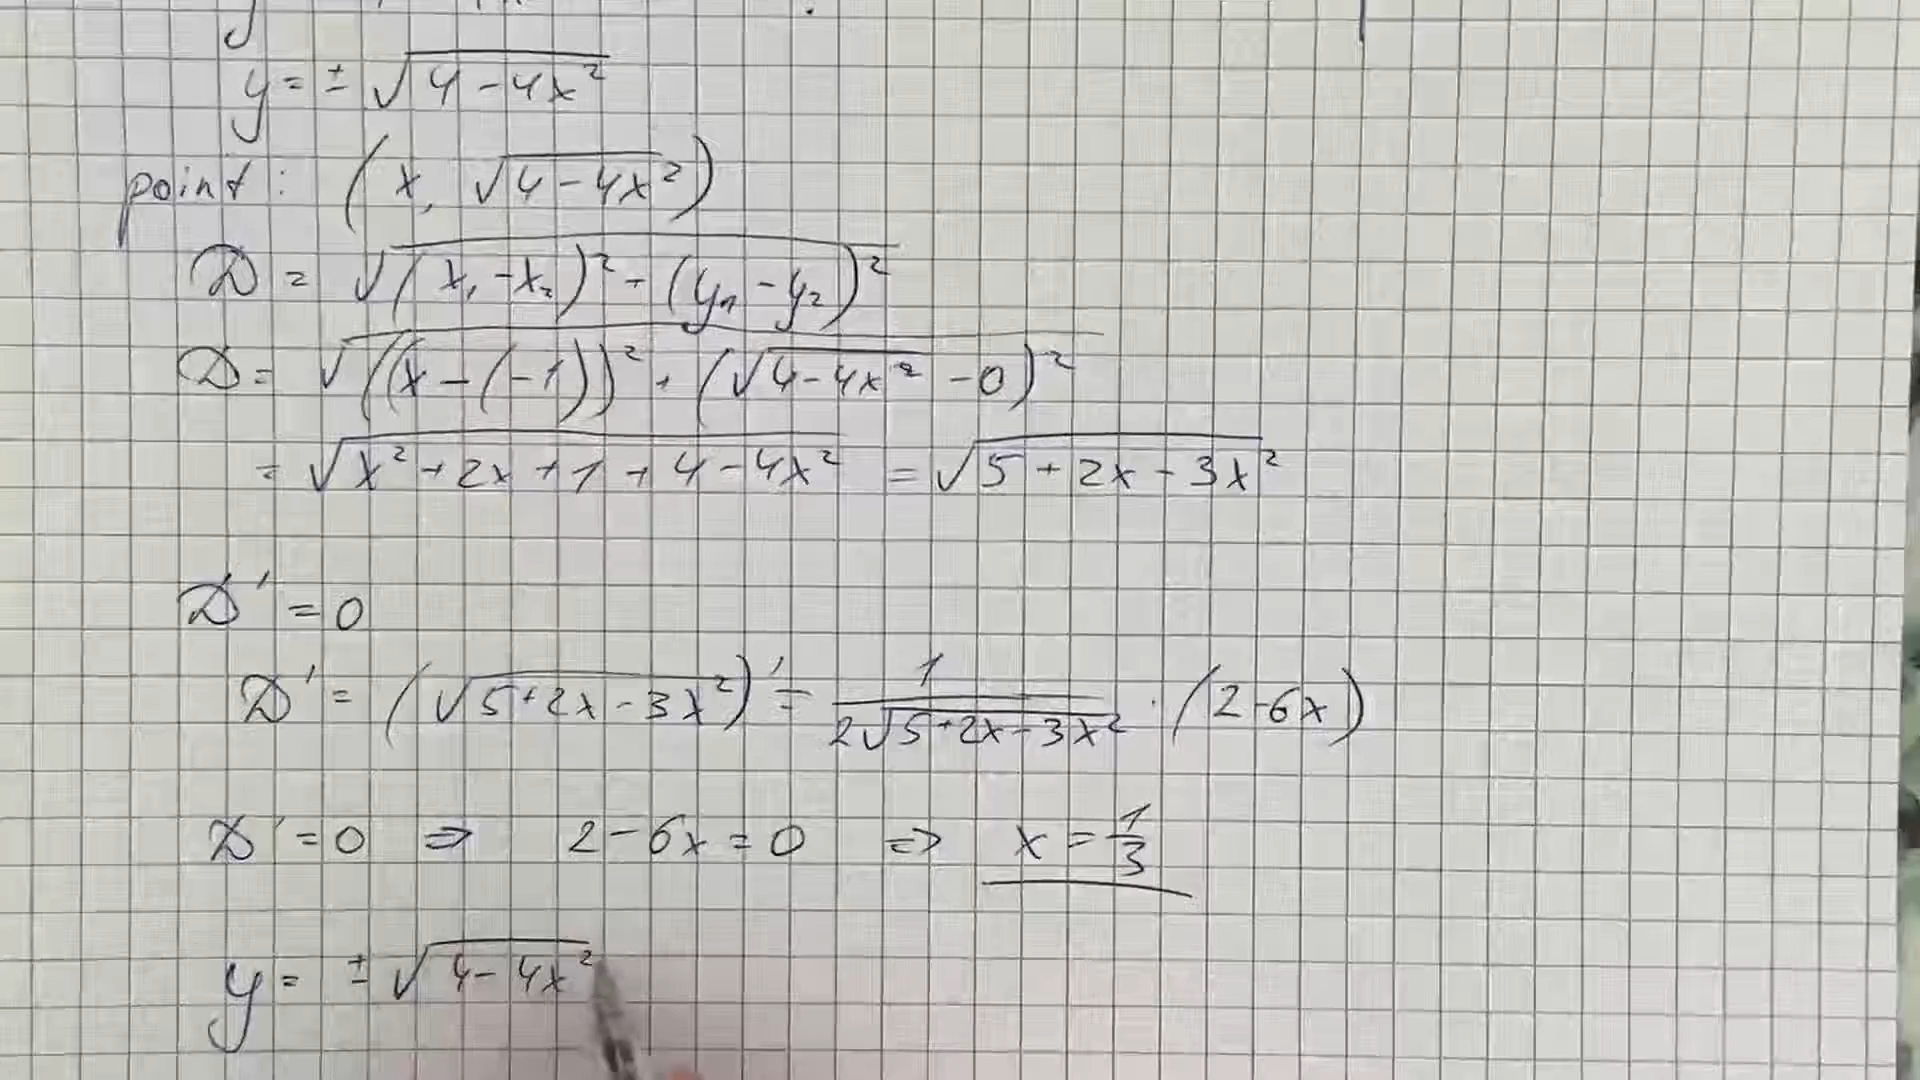 y = ± √(4 - 4x²)
point: (x, √(4 - 4x²))
D = √((x₁ - x₂)² + (y₁ - y₂)²)
D = √((x - (-1))² + (√(4 - 4x²) - 0)²)
= √(x² + 2x + 1 + 4 - 4x²) = √(5 + 2x - 3x²)
D' = 0
D' = (√(5 + 2x - 3x²))' = 1/(2√(5 + 2x - 3x²)) · (2 - 6x)
D' = 0 ⇒ 2 - 6x = 0 ⇒ x = 1/3
y = ± √(4 - 4x²)